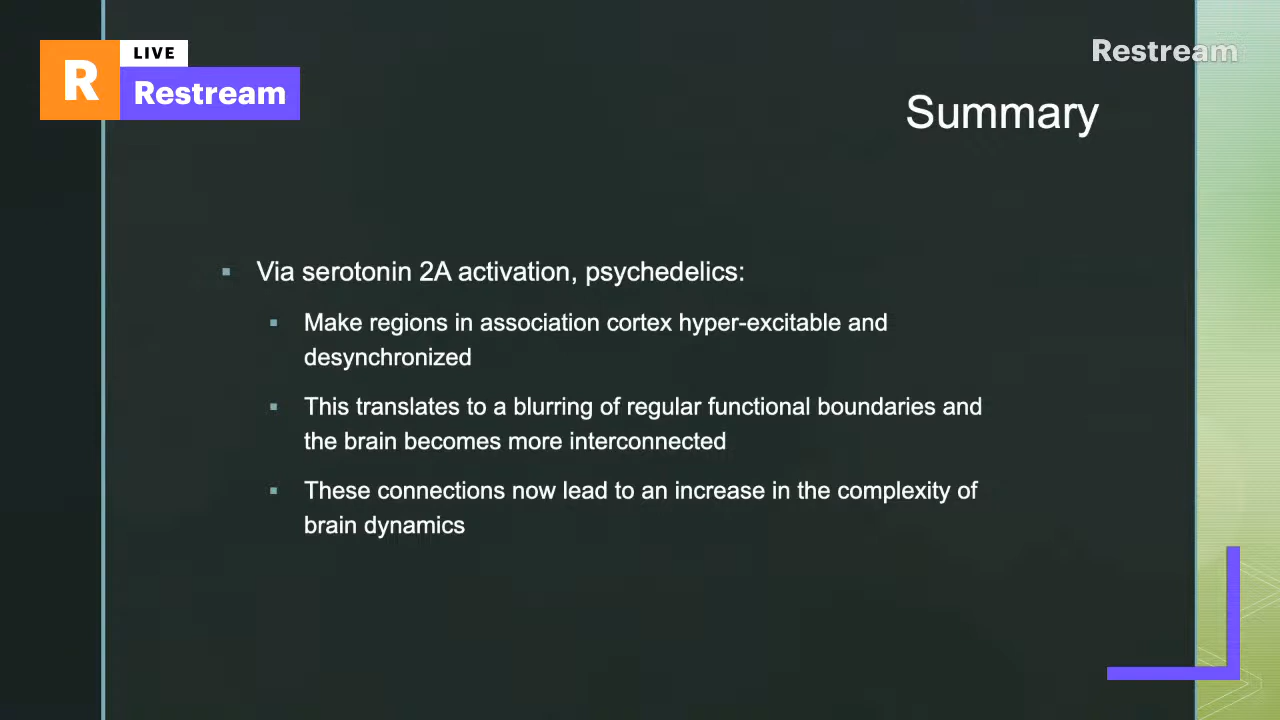 R
LIVE
Restream
Restream
Summary
Via serotonin 2A activation, psychedelics:
Make regions in association cortex hyper-excitable and
desynchronized
This translates to a blurring of regular functional boundaries and
the brain becomes more interconnected
These connections now lead to an increase in the complexity of
brain dynamics